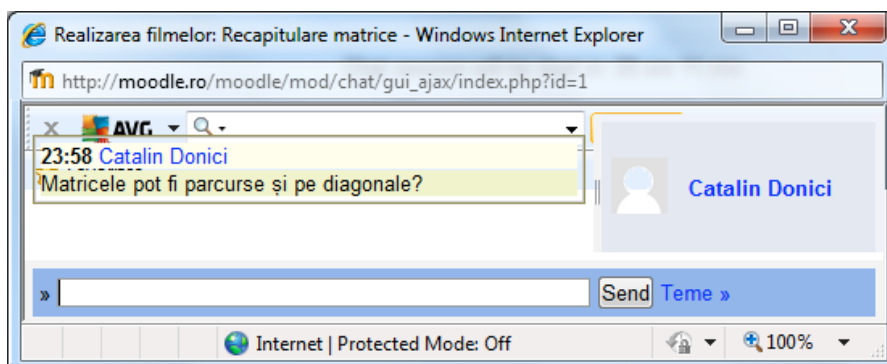 Realizarea filmelor: Recapitulare matrice - Windows Internet Explorer
http://moodle.ro/moodle/mod/chat/gui_ajax/index.php?id=1
AVG
23:58 Catalin Donici
Matricele pot fi parcurse și pe diagonale?
Catalin Donici
» Send Teme »
Internet | Protected Mode: Off 100%